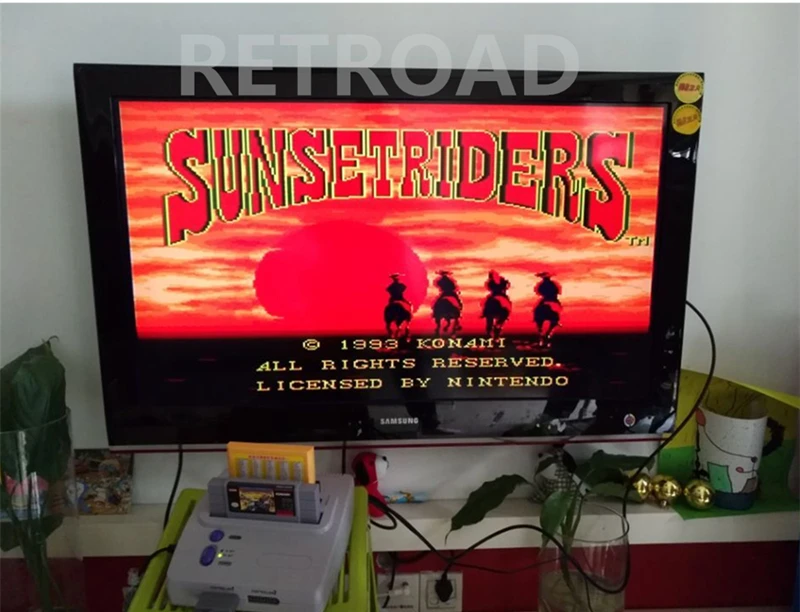 RETROAD
SUNSETRIDERS
TM
© 1993 KONAMI
ALL RIGHTS RESERVED.
LICENSED BY NINTENDO
SAMSUNG